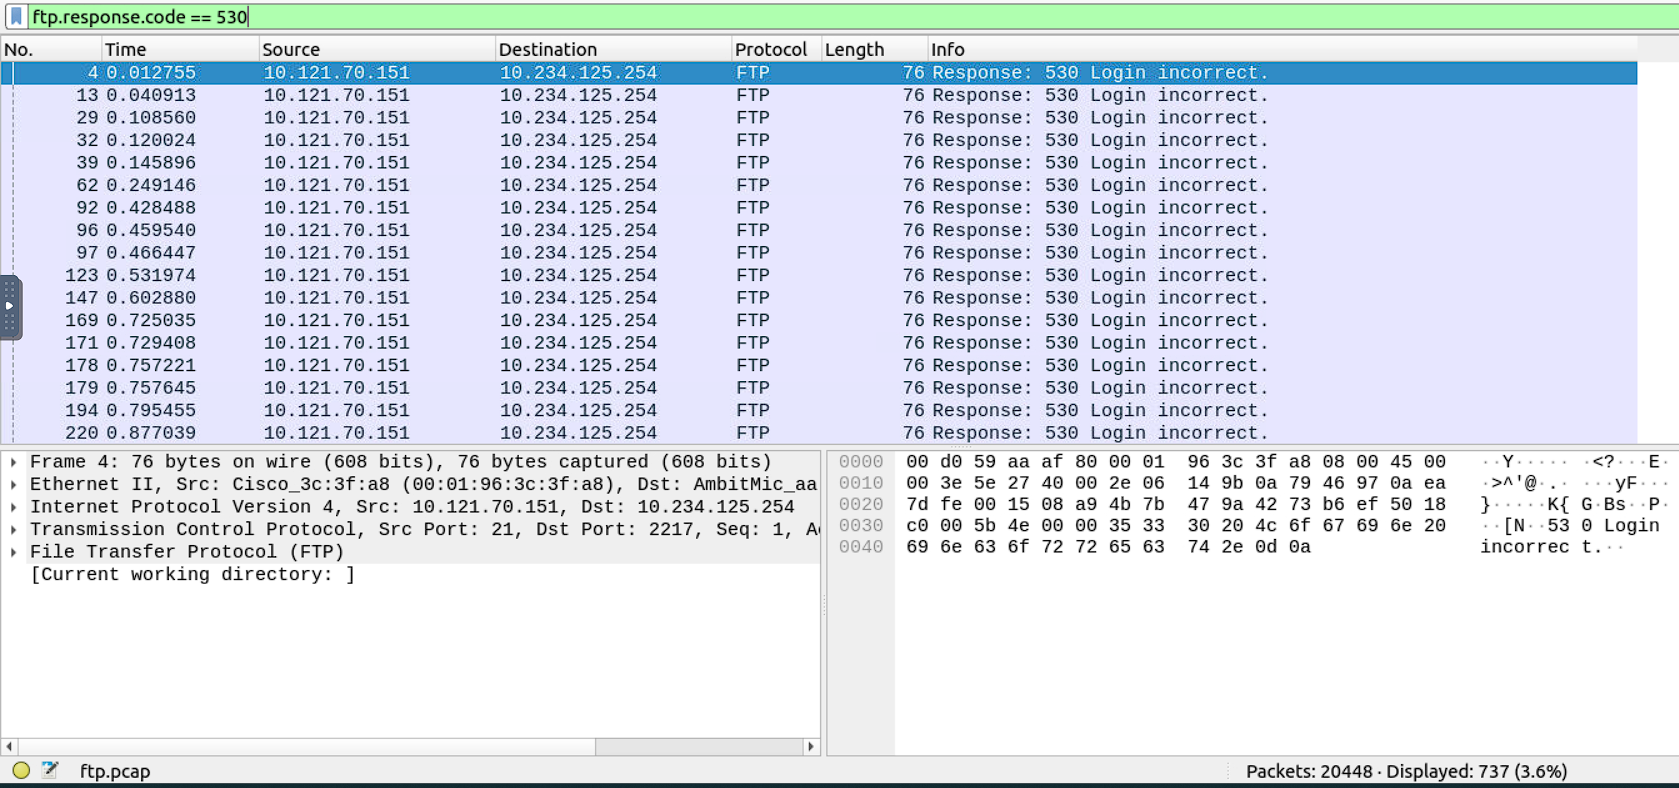 ftp.response.code == 530
No. Time Source Destination Protocol Length Info
4 0.012755 10.121.70.151 10.234.125.254 FTP 76 Response: 530 Login incorrect.
13 0.040913 10.121.70.151 10.234.125.254 FTP 76 Response: 530 Login incorrect.
29 0.108560 10.121.70.151 10.234.125.254 FTP 76 Response: 530 Login incorrect.
32 0.120024 10.121.70.151 10.234.125.254 FTP 76 Response: 530 Login incorrect.
39 0.145896 10.121.70.151 10.234.125.254 FTP 76 Response: 530 Login incorrect.
62 0.249146 10.121.70.151 10.234.125.254 FTP 76 Response: 530 Login incorrect.
92 0.428488 10.121.70.151 10.234.125.254 FTP 76 Response: 530 Login incorrect.
96 0.459540 10.121.70.151 10.234.125.254 FTP 76 Response: 530 Login incorrect.
97 0.466447 10.121.70.151 10.234.125.254 FTP 76 Response: 530 Login incorrect.
123 0.531974 10.121.70.151 10.234.125.254 FTP 76 Response: 530 Login incorrect.
147 0.602880 10.121.70.151 10.234.125.254 FTP 76 Response: 530 Login incorrect.
169 0.725035 10.121.70.151 10.234.125.254 FTP 76 Response: 530 Login incorrect.
171 0.729408 10.121.70.151 10.234.125.254 FTP 76 Response: 530 Login incorrect.
178 0.757221 10.121.70.151 10.234.125.254 FTP 76 Response: 530 Login incorrect.
179 0.757645 10.121.70.151 10.234.125.254 FTP 76 Response: 530 Login incorrect.
194 0.795455 10.121.70.151 10.234.125.254 FTP 76 Response: 530 Login incorrect.
220 0.877039 10.121.70.151 10.234.125.254 FTP 76 Response: 530 Login incorrect.
Frame 4: 76 bytes on wire (608 bits), 76 bytes captured (608 bits)
Ethernet II, Src: Cisco_3c:3f:a8 (00:01:96:3c:3f:a8), Dst: AmbitMic_aa
Internet Protocol Version 4, Src: 10.121.70.151, Dst: 10.234.125.254
Transmission Control Protocol, Src Port: 21, Dst Port: 2217, Seq: 1, A
File Transfer Protocol (FTP)
[Current working directory: ]
0000 00 d0 59 aa af 80 00 01 96 3c 3f a8 08 00 45 00 ··Y····· ·<?···E·
0010 00 3e 5e 27 40 00 2e 06 14 9b 0a 79 46 97 0a ea ·>^'@·.· ···yF···
0020 7d fe 00 15 08 a9 4b 7b 47 9a 42 73 b6 ef 50 18 }·····K{ G·Bs··P·
0030 c0 00 5b 4e 00 00 35 33 30 20 4c 6f 67 69 6e 20 ··[N··53 0 Login
0040 69 6e 63 6f 72 72 65 63 74 2e 0d 0a incorrec t.··
ftp.pcap
Packets: 20448 · Displayed: 737 (3.6%)